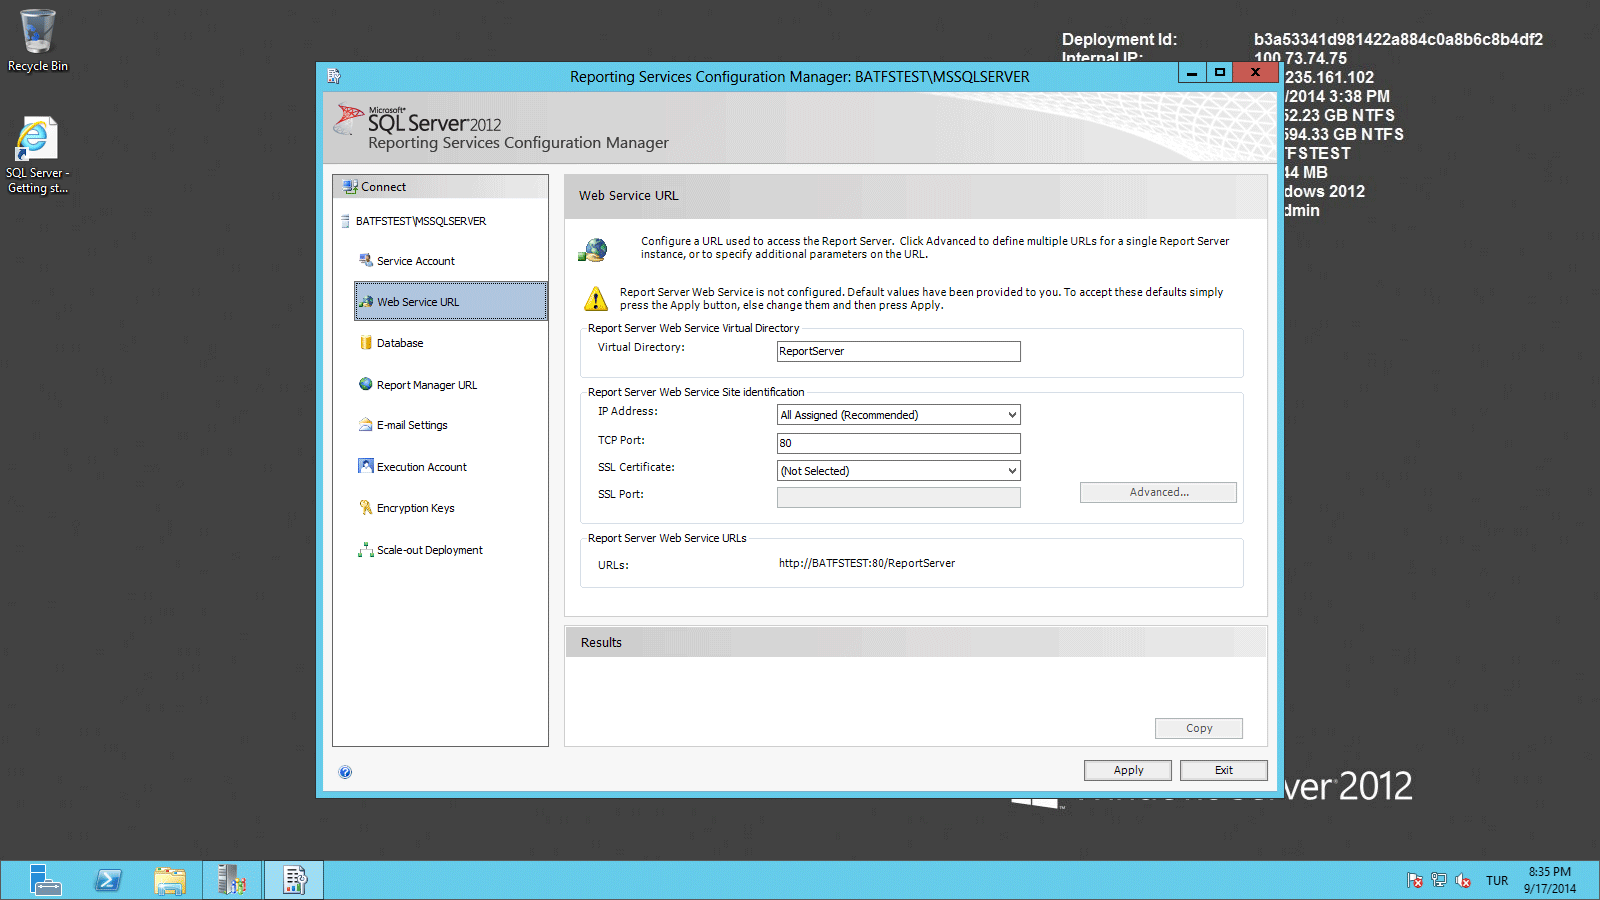 Recycle Bin
SQL Server -
Getting st...
Deployment Id: b3a53341d981422a884c0a8b6c8b4df2
Internal IP: 100.73.74.75
235.161.102
/2014 3:38 PM
52.23 GB NTFS
594.33 GB NTFS
TFSTEST
44 MB
dows 2012
dmin
Reporting Services Configuration Manager: BATFSTEST\MSSQLSERVER
Microsoft®
SQL Server 2012
Reporting Services Configuration Manager
Connect
BATFSTEST\MSSQLSERVER
Service Account
Web Service URL
Database
Report Manager URL
E-mail Settings
Execution Account
Encryption Keys
Scale-out Deployment
Web Service URL
Configure a URL used to access the Report Server. Click Advanced to define multiple URLs for a single Report Server
instance, or to specify additional parameters on the URL.
Report Server Web Service is not configured. Default values have been provided to you. To accept these defaults simply
press the Apply button, else change them and then press Apply.
Report Server Web Service Virtual Directory
Virtual Directory: ReportServer
Report Server Web Service Site identification
IP Address: All Assigned (Recommended)
TCP Port: 80
SSL Certificate: (Not Selected)
SSL Port:
Advanced...
Report Server Web Service URLs
URLs: http://BATFSTEST:80/ReportServer
Results
Copy
Apply
Exit
ver 2012
TUR
8:35 PM
9/17/2014